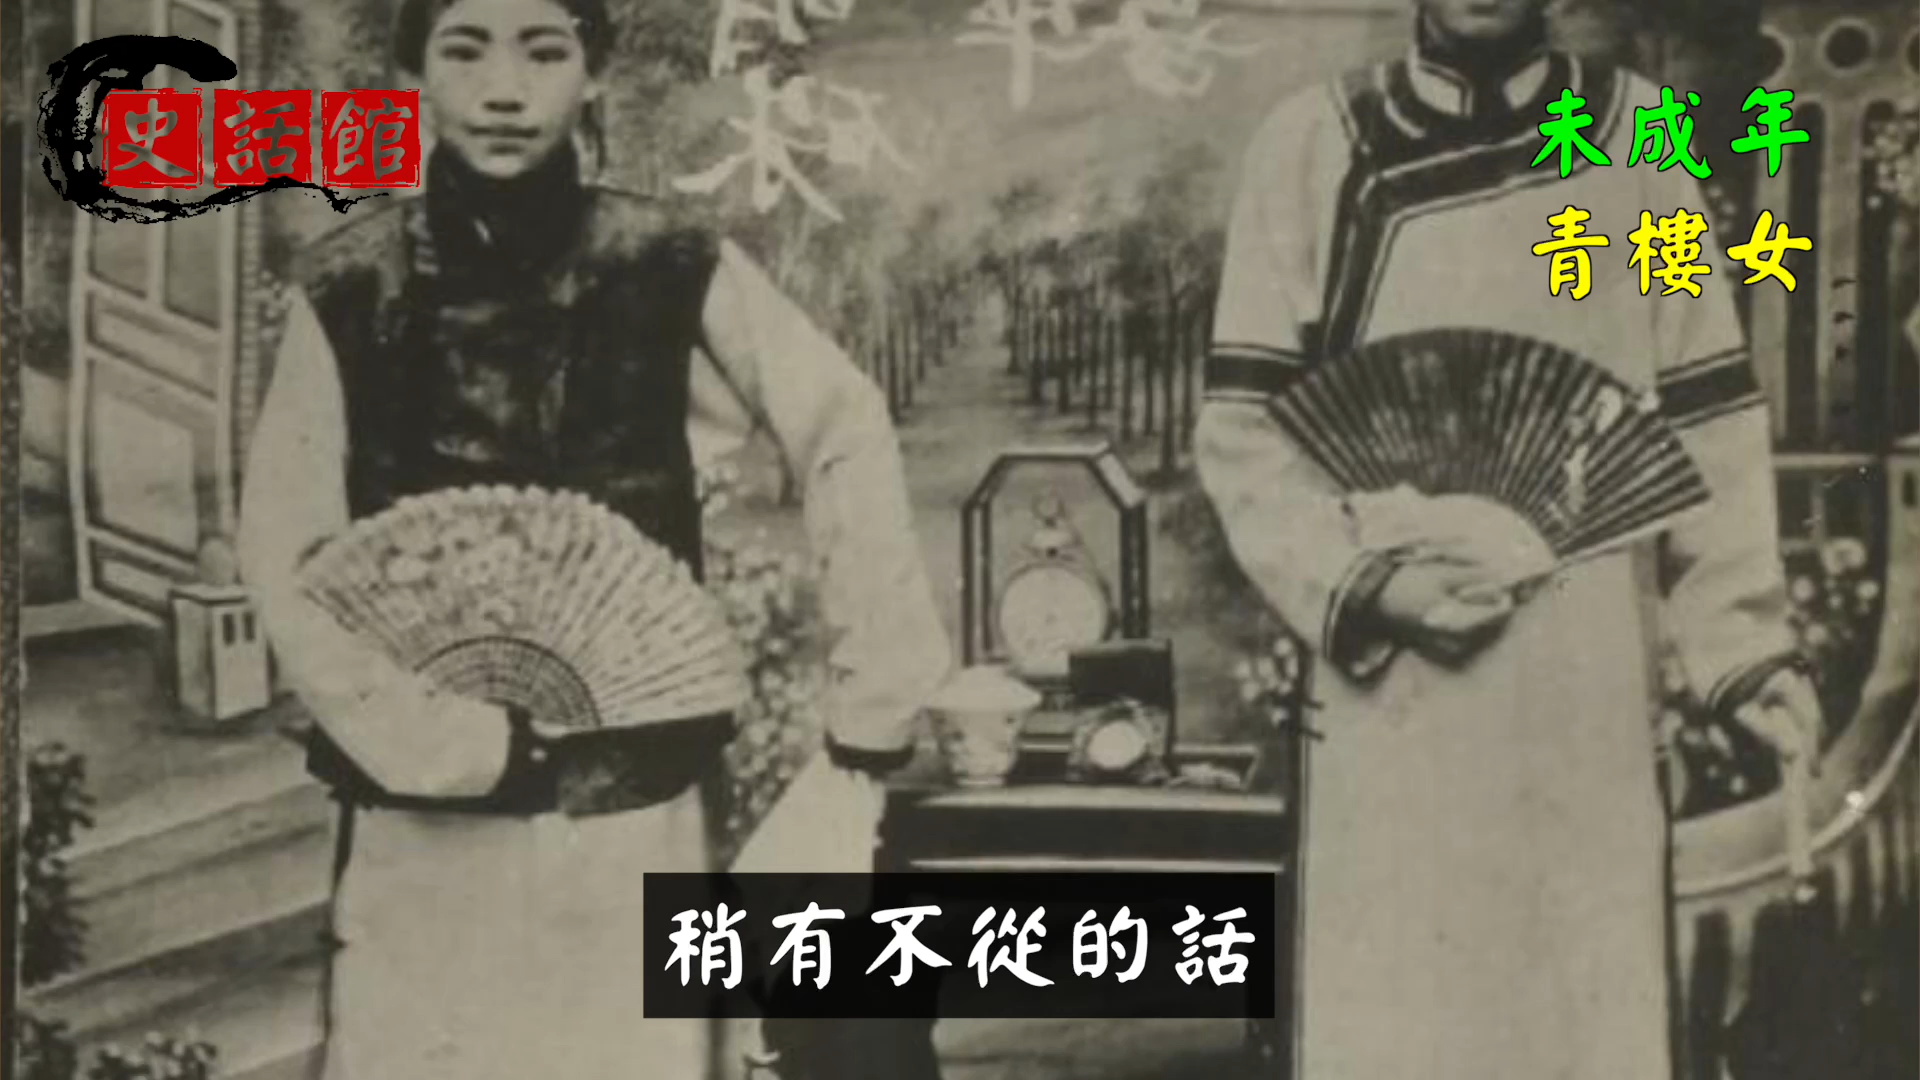 史話館
未成年
青樓女
稍有不從的話